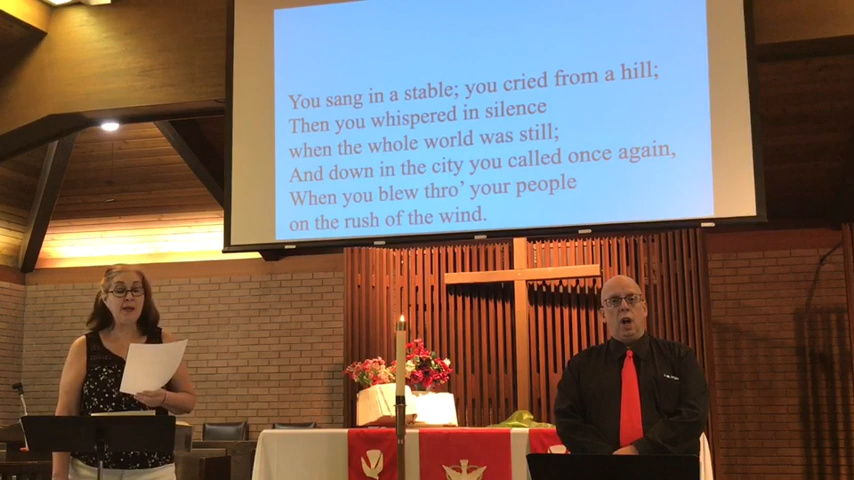 You sang in a stable; you cried from a hill;
Then you whispered in silence
when the whole world was still;
And down in the city you called once again,
When you blew thro’ your people
on the rush of the wind.